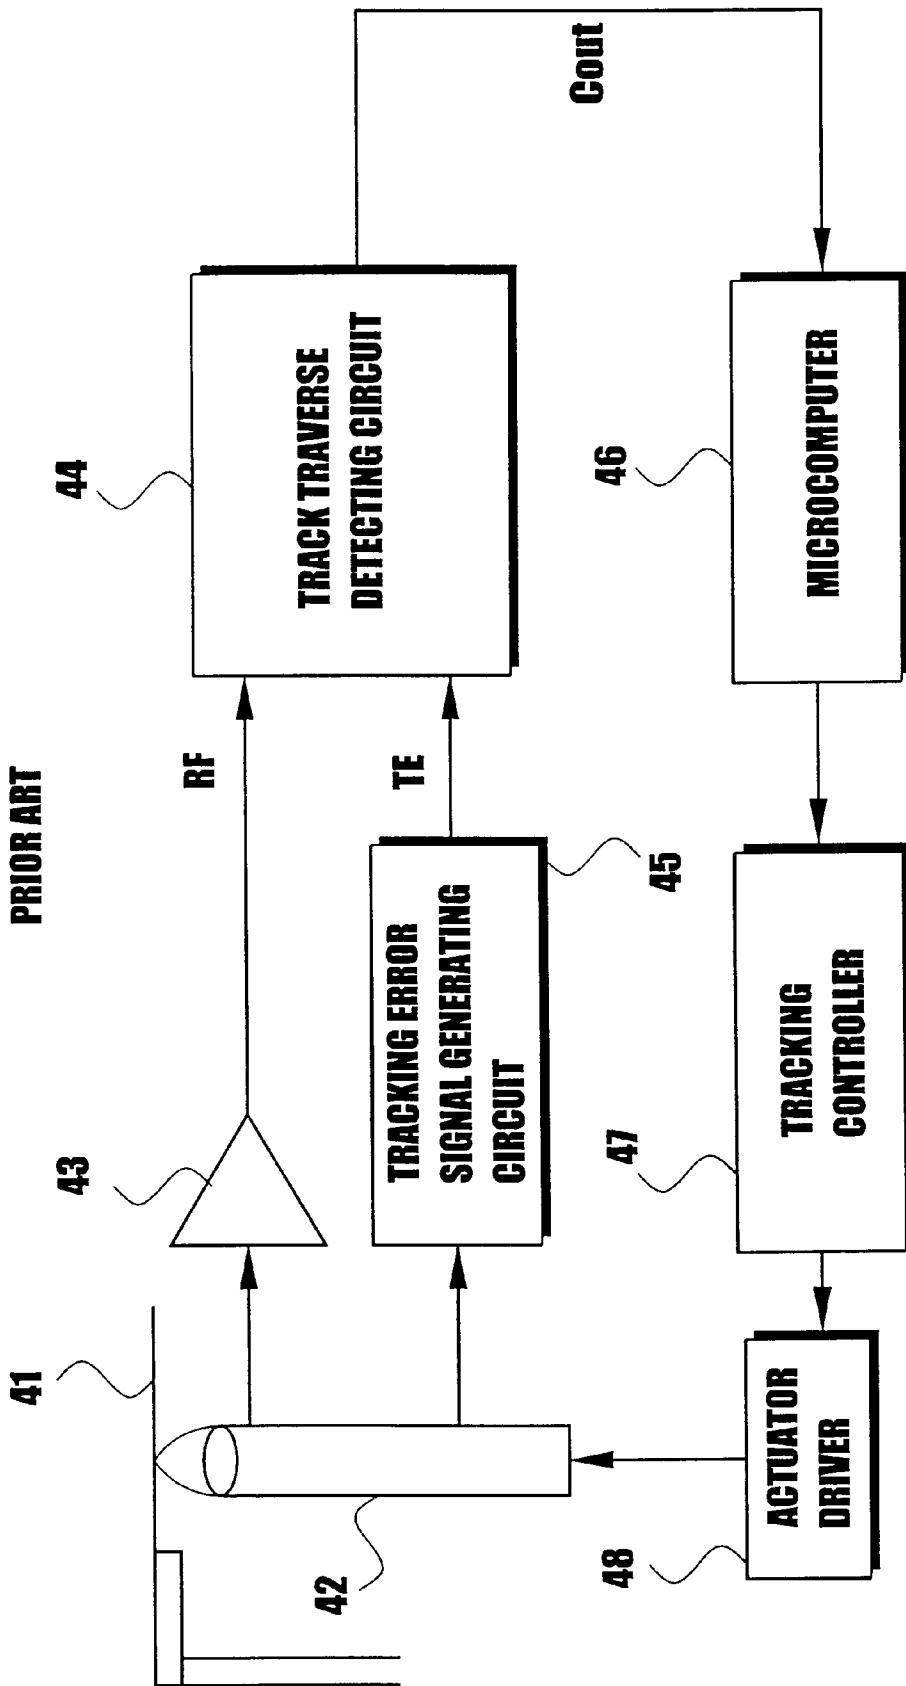 PRIOR ART
41
43
RF
44
TRACK TRAVERSE
DETECTING CIRCUIT
42
TRACKING ERROR
SIGNAL GENERATING
CIRCUIT
TE
45
Cout
48
ACTUATOR
DRIVER
47
TRACKING
CONTROLLER
46
MICROCOMPUTER